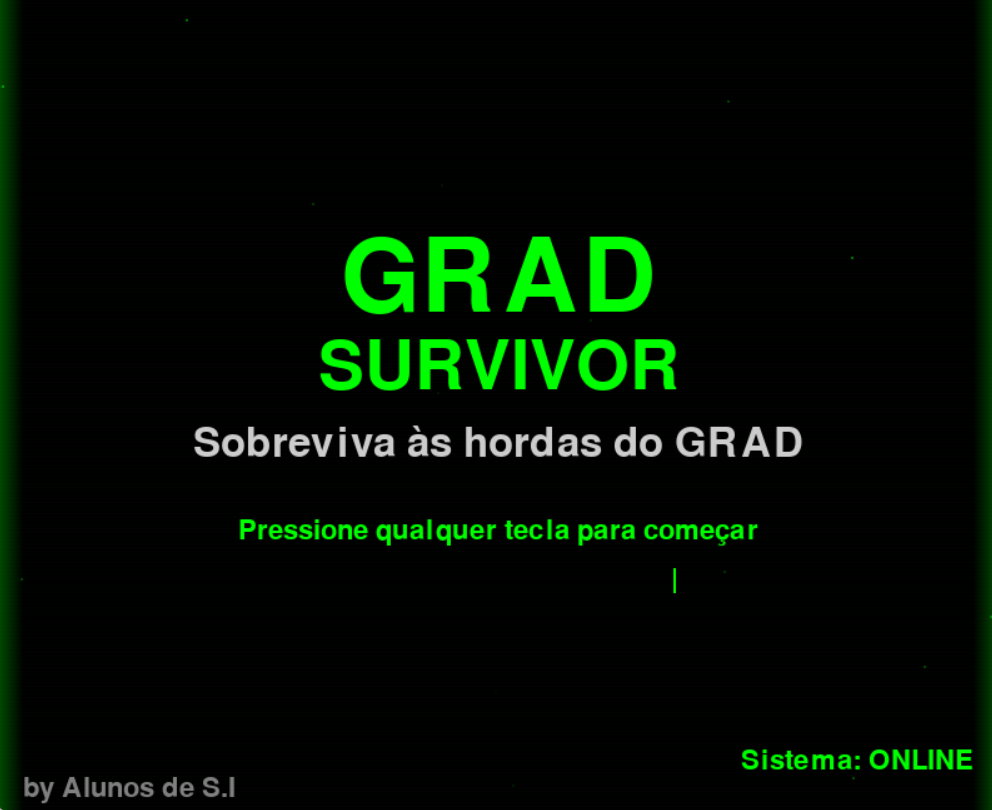 GRAD
SURVIVOR
Sobreviva às hordas do GRAD
Pressione qualquer tecla para começar
Sistema: ONLINE
by Alunos de S.I